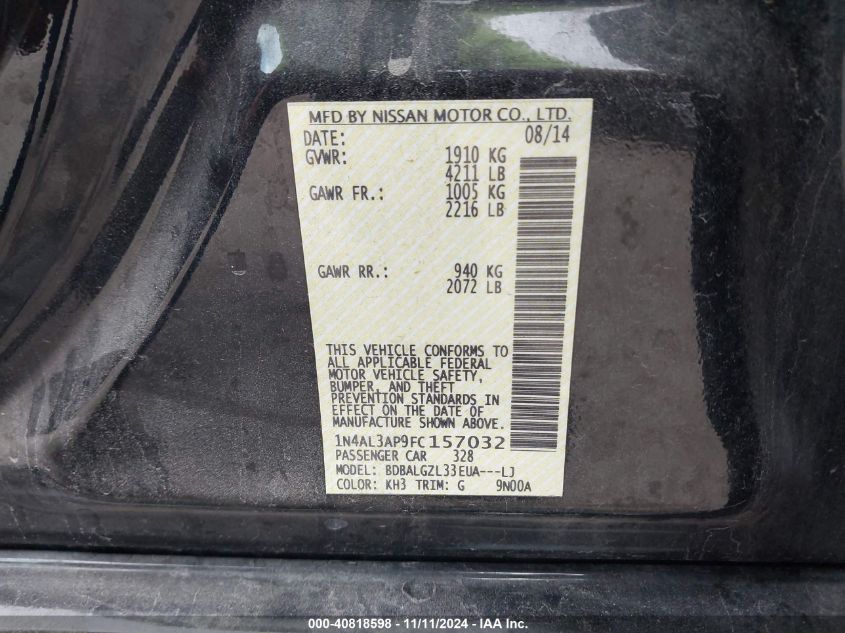 MFD BY NISSAN MOTOR CO., LTD.
DATE: 08/14
GVWR: 1910 KG
4211 LB
GAWR FR.: 1005 KG
2216 LB
GAWR RR.: 940 KG
2072 LB
THIS VEHICLE CONFORMS TO
ALL APPLICABLE FEDERAL
MOTOR VEHICLE SAFETY,
BUMPER, AND THEFT
PREVENTION STANDARDS IN
EFFECT ON THE DATE OF
MANUFACTURE SHOWN ABOVE.
1N4AL3AP9FC157032
PASSENGER CAR 328
MODEL: BDBALGZL33EUA---LJ
COLOR: KH3 TRIM: G 9N00A
000-40818598 - 11/11/2024 - IAA Inc.